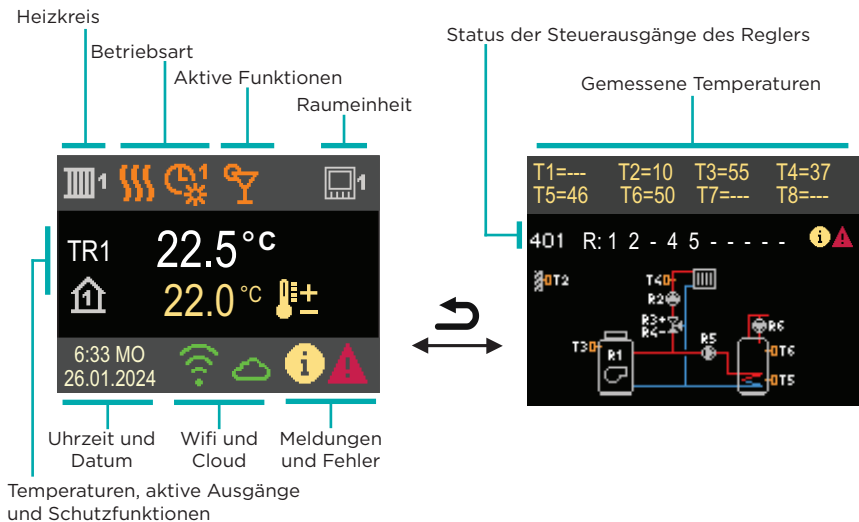 Heizkreis
Betriebsart
Aktive Funktionen
Raumeinheit
1
1
1
TR1 22.5°C
1
22.0 °C
±
6:33 MO
26.01.2024
i
Uhrzeit und
Datum
Wifi und
Cloud
Meldungen
und Fehler
Temperaturen, aktive Ausgänge
und Schutzfunktionen
Status der Steuerausgänge des Reglers
Gemessene Temperaturen
T1=--- T2=10 T3=55 T4=37
T5=46 T6=50 T7=--- T8=---
401 R: 1 2 - 4 5 - - - - - i
T2
T4
R2
R3+
R4-
T3
R1
R5
R6
T6
T5